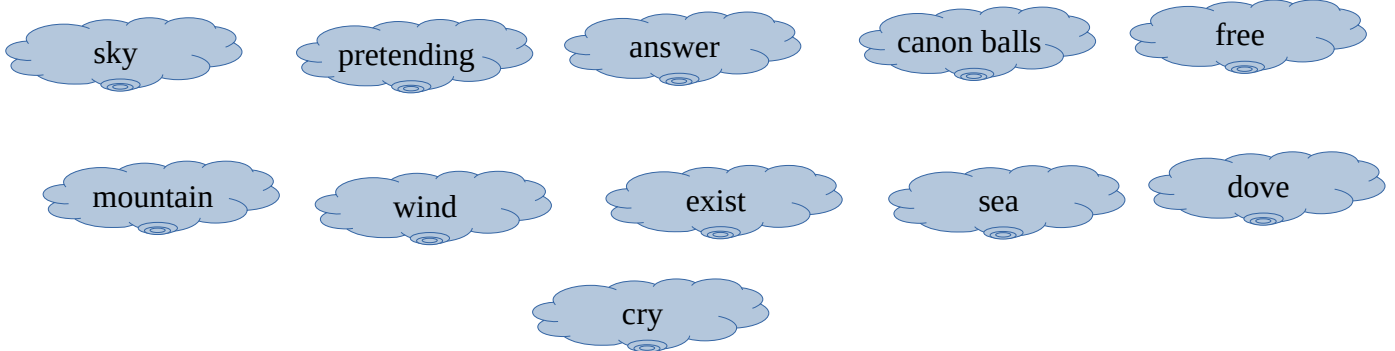 sky
pretending
answer
canon balls
free
mountain
wind
exist
sea
dove
cry